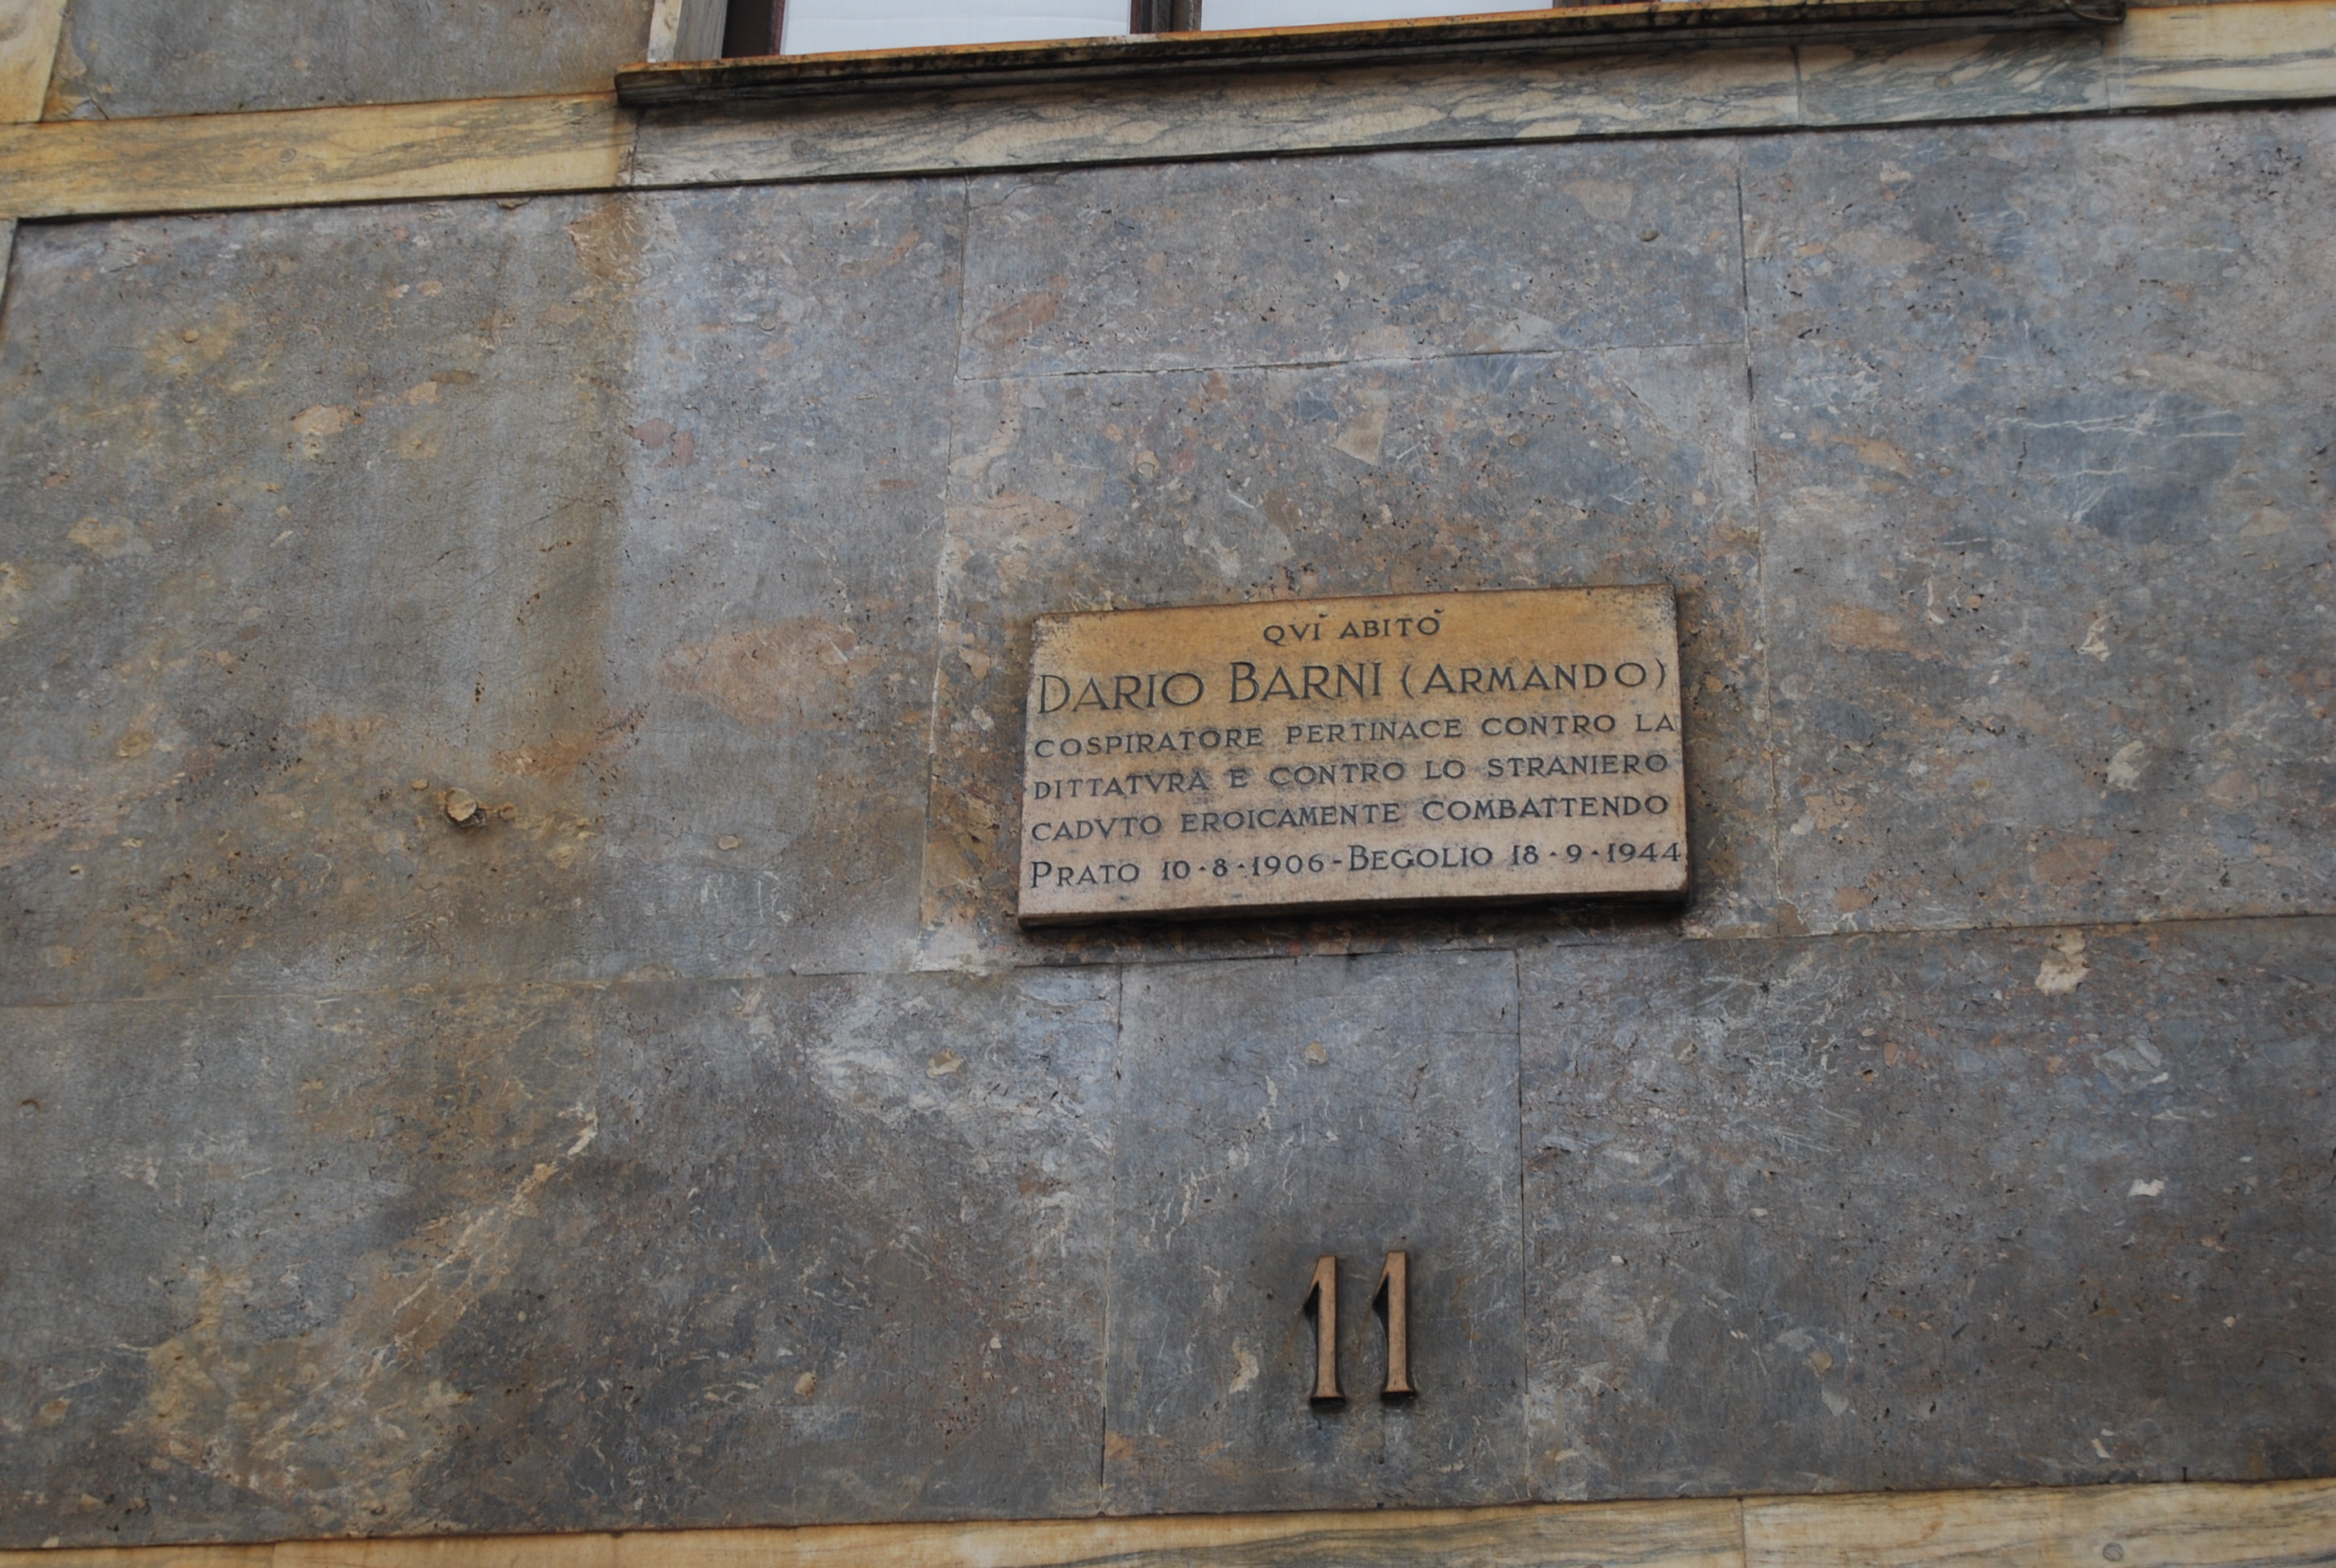 QVI ABITÒ
DARIO BARNI (ARMANDO)
COSPIRATORE PERTINACE CONTRO LA
DITTATVRA E CONTRO LO STRANIERO
CADVTO EROICAMENTE COMBATTENDO
PRATO 10·8·1906-BEGOLIO 18·9·1944
11